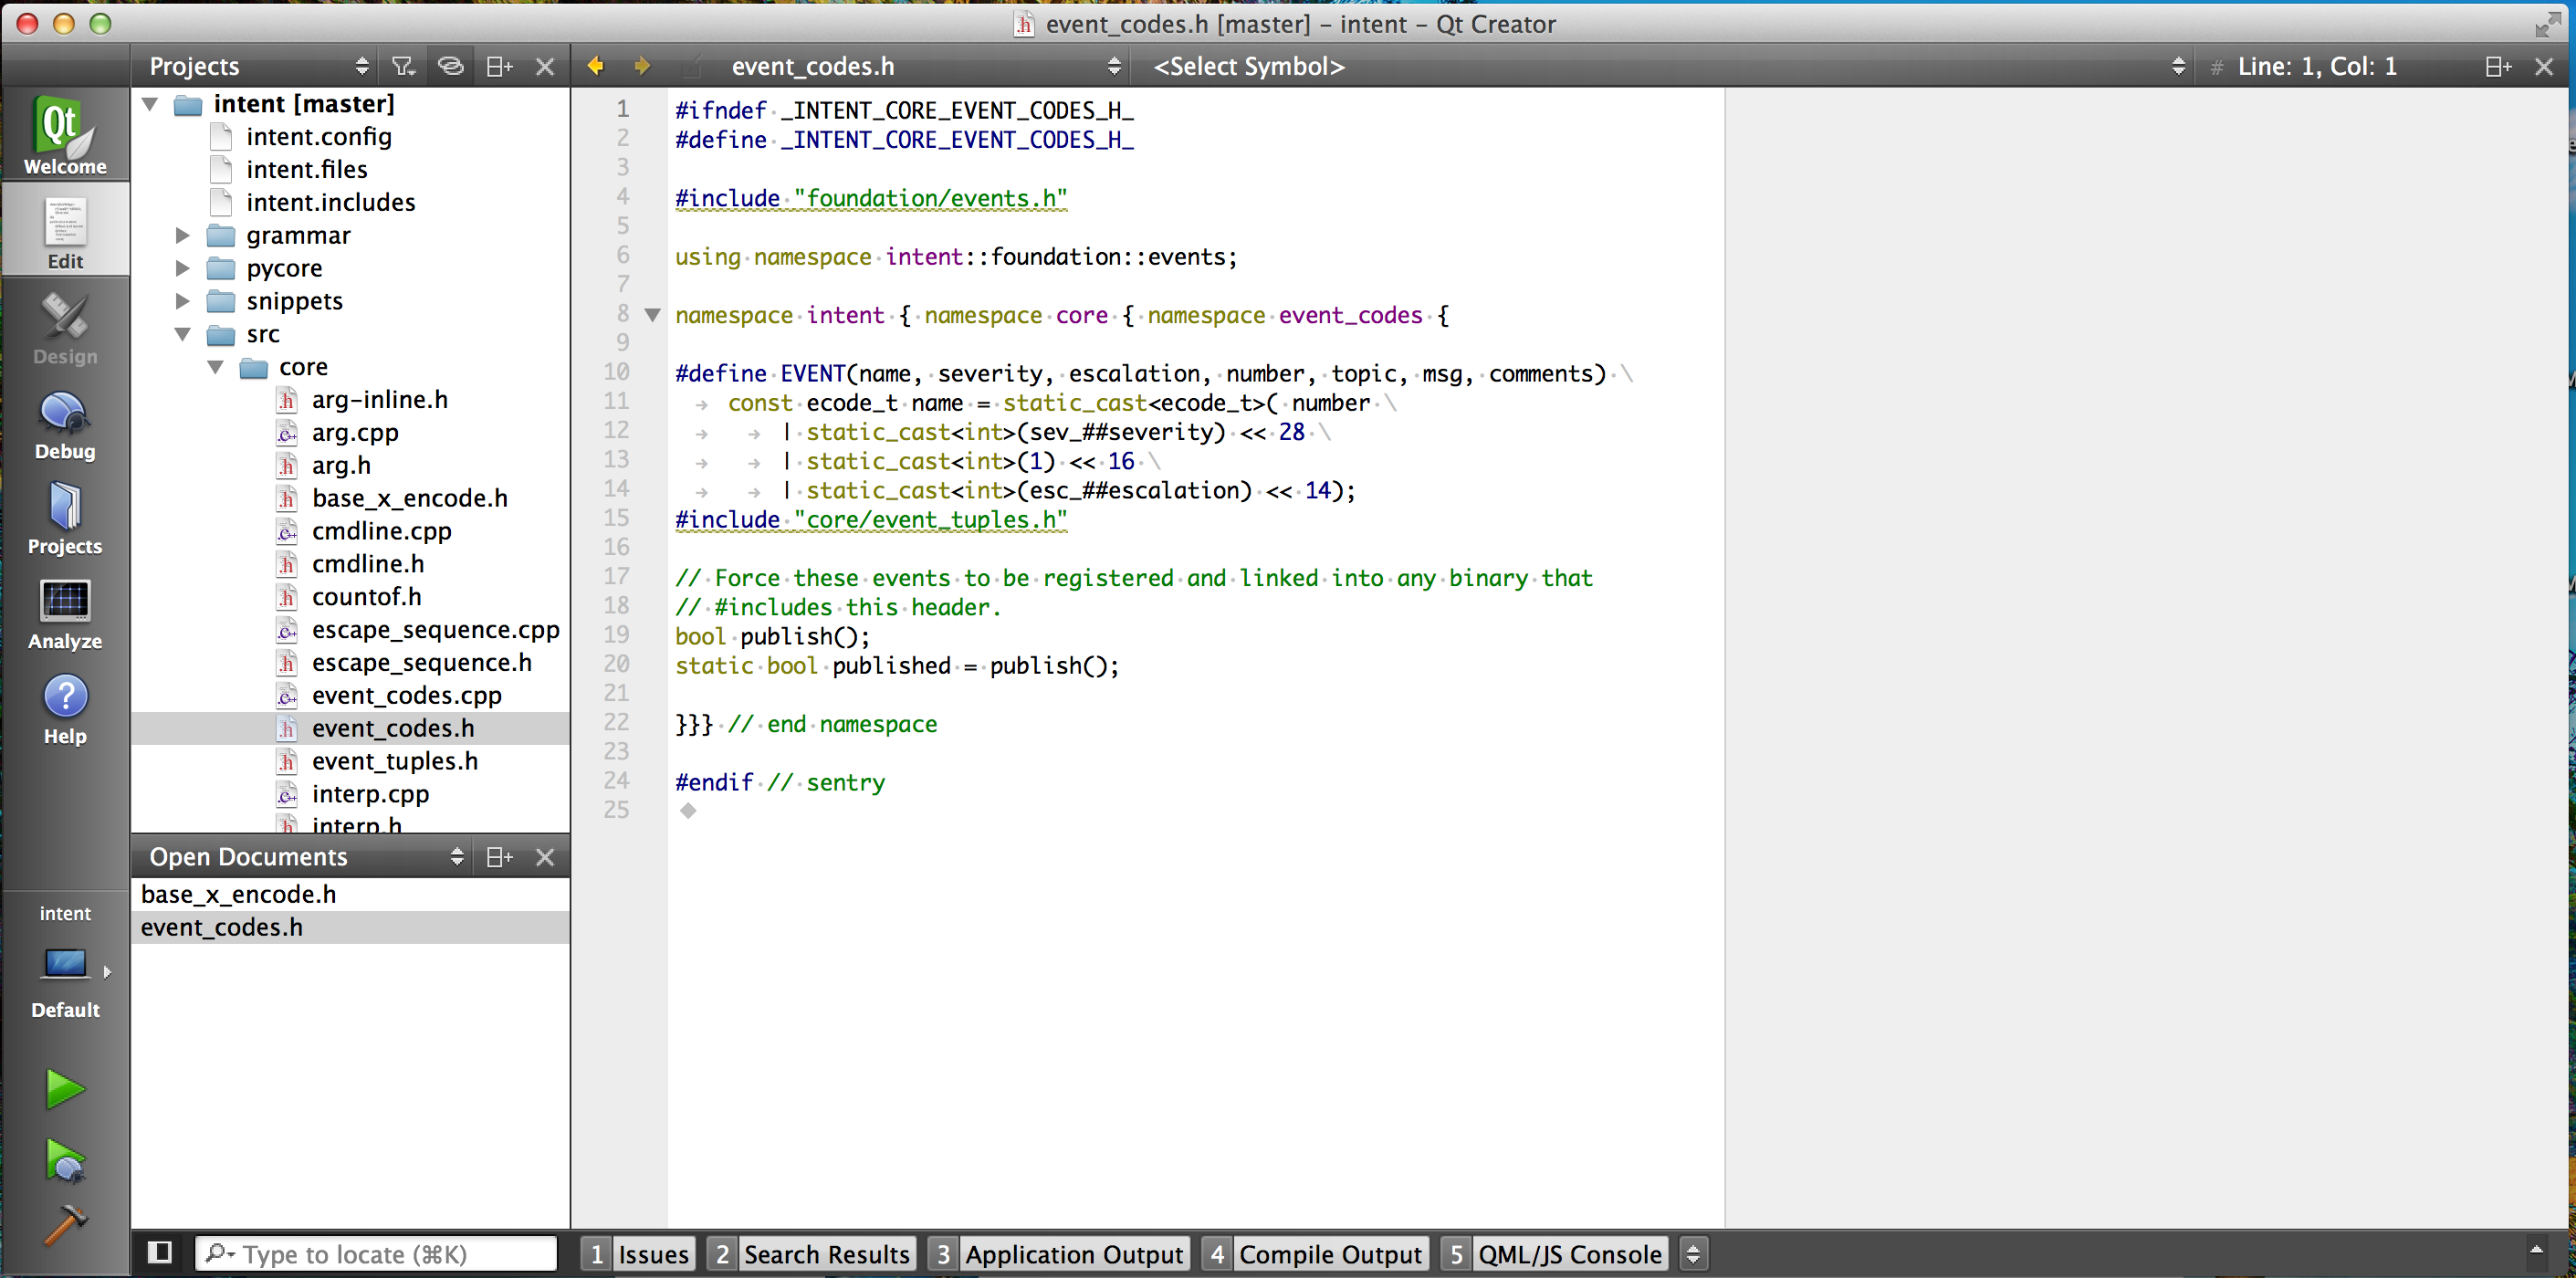 event_codes.h [master] – intent – Qt Creator
Projects
event_codes.h
<Select Symbol>
# Line: 1, Col: 1
Qt
Welcome
Edit
Design
Debug
Projects
Analyze
Help
intent
Default
intent [master]
intent.config
intent.files
intent.includes
grammar
pycore
snippets
src
core
arg-inline.h
arg.cpp
arg.h
base_x_encode.h
cmdline.cpp
cmdline.h
countof.h
escape_sequence.cpp
escape_sequence.h
event_codes.cpp
event_codes.h
event_tuples.h
interp.cpp
interp.h
Open Documents
base_x_encode.h
event_codes.h
1 #ifndef _INTENT_CORE_EVENT_CODES_H_
2 #define _INTENT_CORE_EVENT_CODES_H_
3
4 #include "foundation/events.h"
5
6 using namespace intent::foundation::events;
7
8 namespace intent { namespace core { namespace event_codes {
9
10 #define EVENT(name, severity, escalation, number, topic, msg, comments) \
11 const ecode_t name = static_cast<ecode_t>( number \
12 | static_cast<int>(sev_##severity) << 28 \
13 | static_cast<int>(1) << 16 \
14 | static_cast<int>(esc_##escalation) << 14);
15 #include "core/event_tuples.h"
16
17 // Force these events to be registered and linked into any binary that
18 // #includes this header.
19 bool publish();
20 static bool published = publish();
21
22 }}} // end namespace
23
24 #endif // sentry
25
Type to locate (⌘K)
1 Issues
2 Search Results
3 Application Output
4 Compile Output
5 QML/JS Console